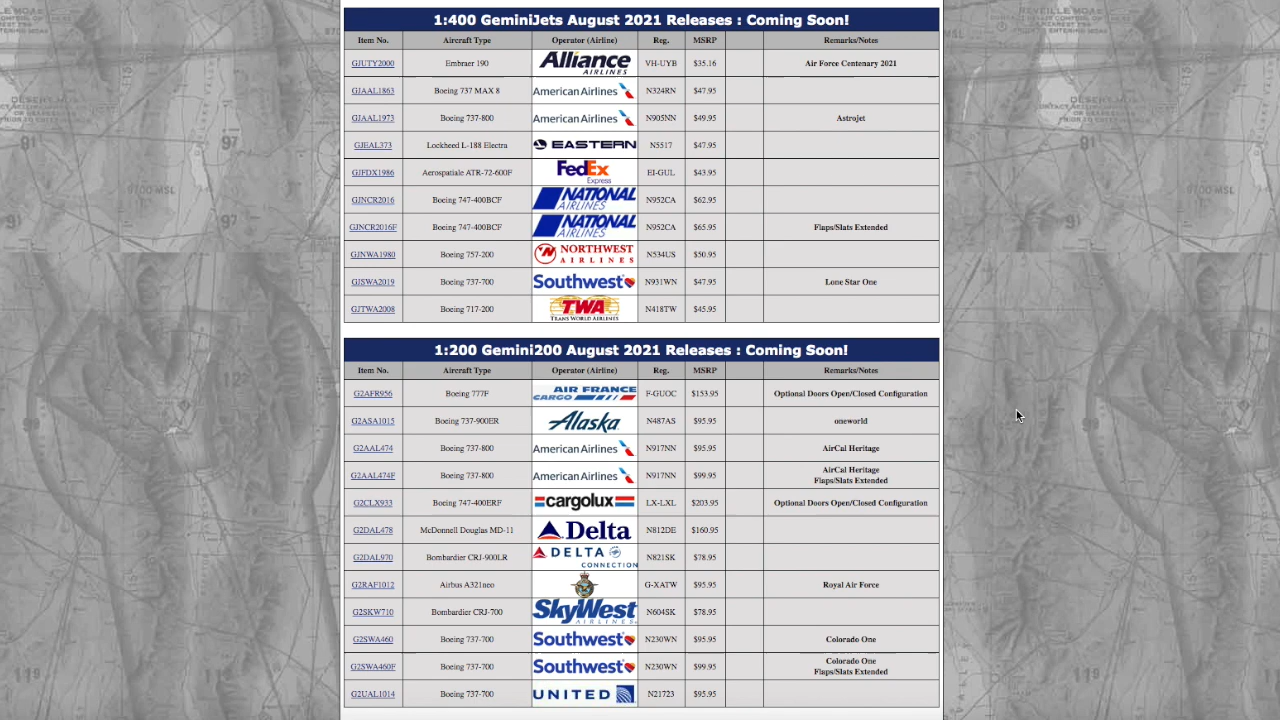 1:400 GeminiJets August 2021 Releases : Coming Soon!
Item No. Aircraft Type Operator (Airline) Reg. MSRP Remarks/Notes
GJUTY2000 Embraer 190 Alliance AIRLINES VH-UYB $35.16 Air Force Centenary 2021
GJAAL1863 Boeing 737 MAX 8 American Airlines N324RN $47.95
GJAAL1973 Boeing 737-800 American Airlines N905NN $49.95 Astrojet
GJEAL373 Lockheed L-188 Electra EASTERN N5517 $47.95
GJFDX1986 Aerospatiale ATR-72-600F FedEx Express EI-GUL $43.95
GJNCR2016 Boeing 747-400BCF NATIONAL AIRLINES N952CA $62.95
GJNCR2016F Boeing 747-400BCF NATIONAL AIRLINES N952CA $65.95 Flaps/Slats Extended
GJNWA1980 Boeing 757-200 NORTHWEST AIRLINES N534US $50.95
GJSWA2019 Boeing 737-700 Southwest N931WN $47.95 Lone Star One
GJTWA2008 Boeing 717-200 TWA TRANS WORLD AIRLINES N418TW $45.95
1:200 Gemini200 August 2021 Releases : Coming Soon!
Item No. Aircraft Type Operator (Airline) Reg. MSRP Remarks/Notes
G2AFR956 Boeing 777F AIR FRANCE CARGO F-GUOC $153.95 Optional Doors Open/Closed Configuration
G2ASA1015 Boeing 737-900ER Alaska N487AS $95.95 oneworld
G2AAL474 Boeing 737-800 American Airlines N917NN $95.95 AirCal Heritage
G2AAL474F Boeing 737-800 American Airlines N917NN $99.95 AirCal Heritage
Flaps/Slats Extended
G2CLX933 Boeing 747-400ERF cargolux LX-LXL $203.95 Optional Doors Open/Closed Configuration
G2DAL478 McDonnell Douglas MD-11 Delta N812DE $160.95
G2DAL970 Bombardier CRJ-900LR DELTA CONNECTION N821SK $78.95
G2RAF1012 Airbus A321neo G-XATW $95.95 Royal Air Force
G2SKW710 Bombardier CRJ-700 SkyWest AIRLINES N604SK $78.95
G2SWA460 Boeing 737-700 Southwest N230WN $95.95 Colorado One
G2SWA460F Boeing 737-700 Southwest N230WN $99.95 Colorado One
Flaps/Slats Extended
G2UAL1014 Boeing 737-700 UNITED N21723 $95.95
9700 MSL
91
97
119